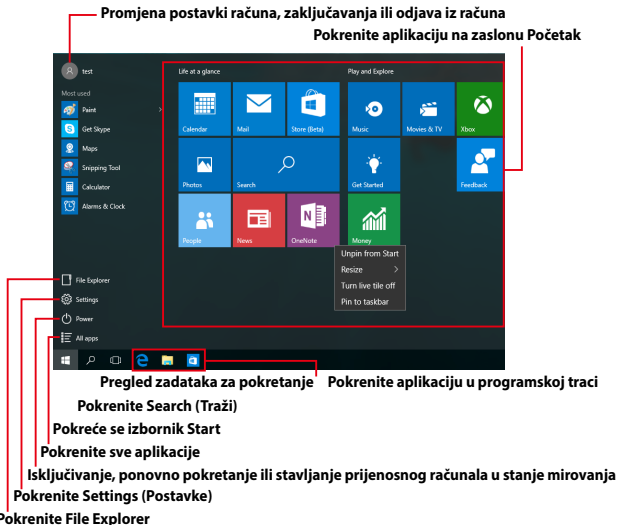 Promjena postavki računa, zaključavanja ili odjava iz računa
Pokrenite aplikaciju na zaslonu Početak
test
Life at a glance
Play and Explore
Most used
Paint
Get Skype
Maps
Snipping Tool
Calculator
Alarms & Clock
Calendar
Mail
Store (Beta)
Music
Movies & TV
Xbox
Photos
Search
Get Started
Feedback
People
News
OneNote
Money
Unpin from Start
Resize
Turn live tile off
Pin to taskbar
File Explorer
Settings
Power
All apps
Pregled zadataka za pokretanje
Pokrenite aplikaciju u programskoj traci
Pokrenite Search (Traži)
Pokreće se izbornik Start
Pokrenite sve aplikacije
Isključivanje, ponovno pokretanje ili stavljanje prijenosnog računala u stanje mirovanja
Pokrenite Settings (Postavke)
Pokrenite File Explorer